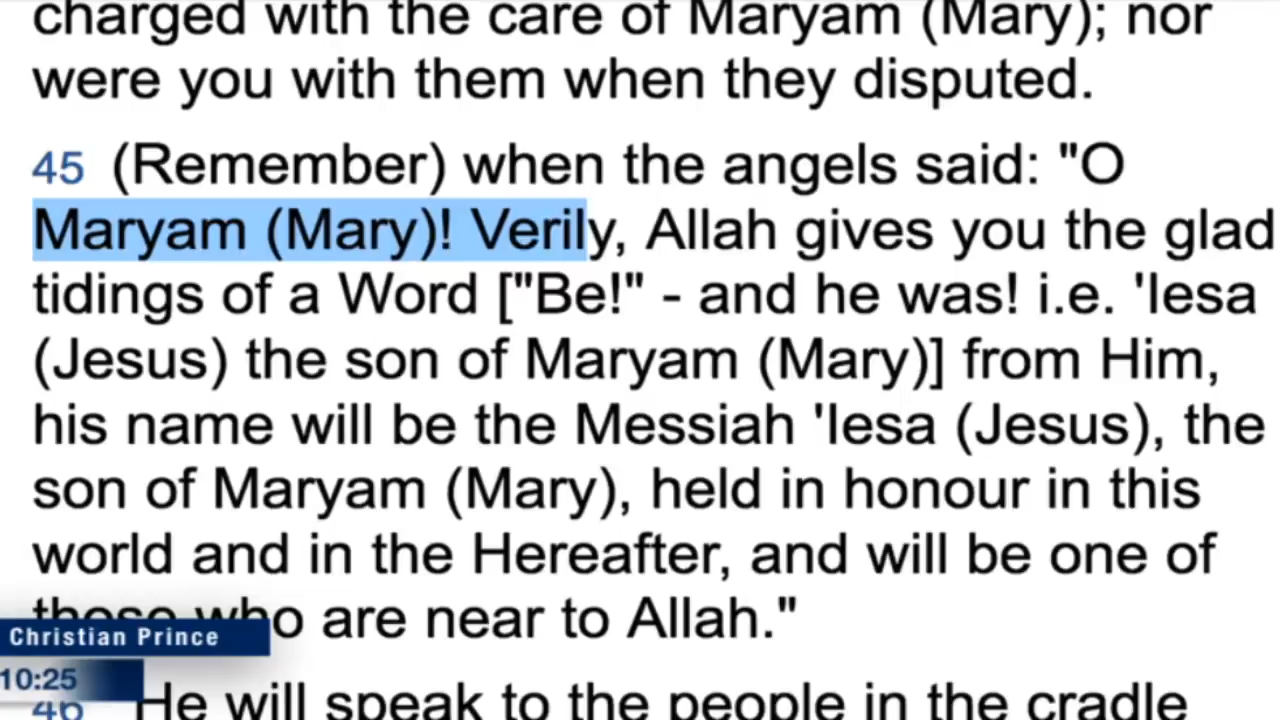 charged with the care of Maryam (Mary); nor
were you with them when they disputed.
45 (Remember) when the angels said: "O
Maryam (Mary)! Verily, Allah gives you the glad
tidings of a Word ["Be!" - and he was! i.e. 'Iesa
(Jesus) the son of Maryam (Mary)] from Him,
his name will be the Messiah 'Iesa (Jesus), the
son of Maryam (Mary), held in honour in this
world and in the Hereafter, and will be one of
those who are near to Allah."
Christian Prince
10:25
46 He will speak to the people in the cradle